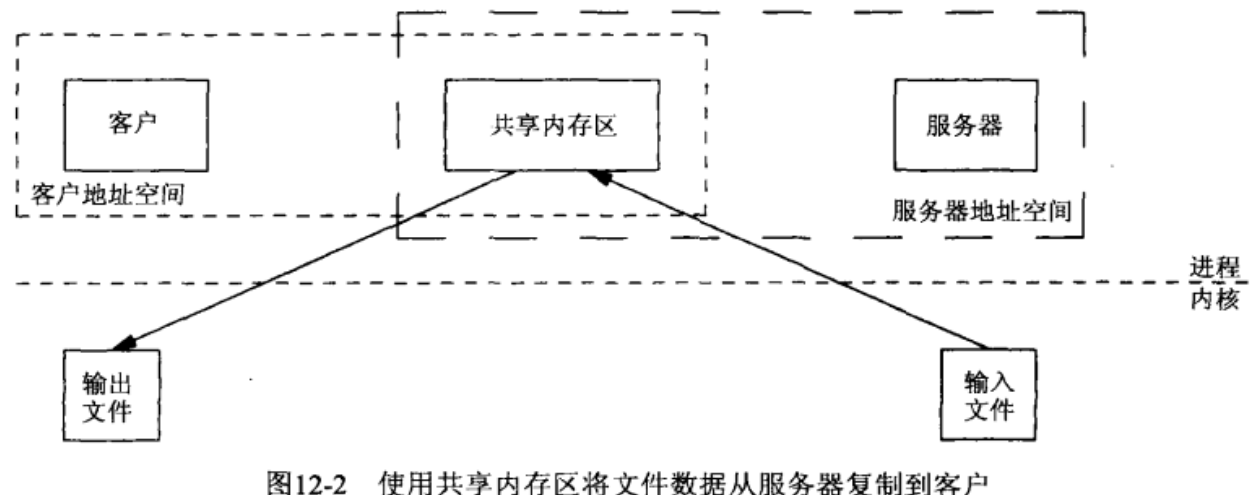 客户
共享内存区
服务器
客户地址空间
服务器地址空间
进程
内核
输出
文件
输入
文件
图12-2 使用共享内存区将文件数据从服务器复制到客户